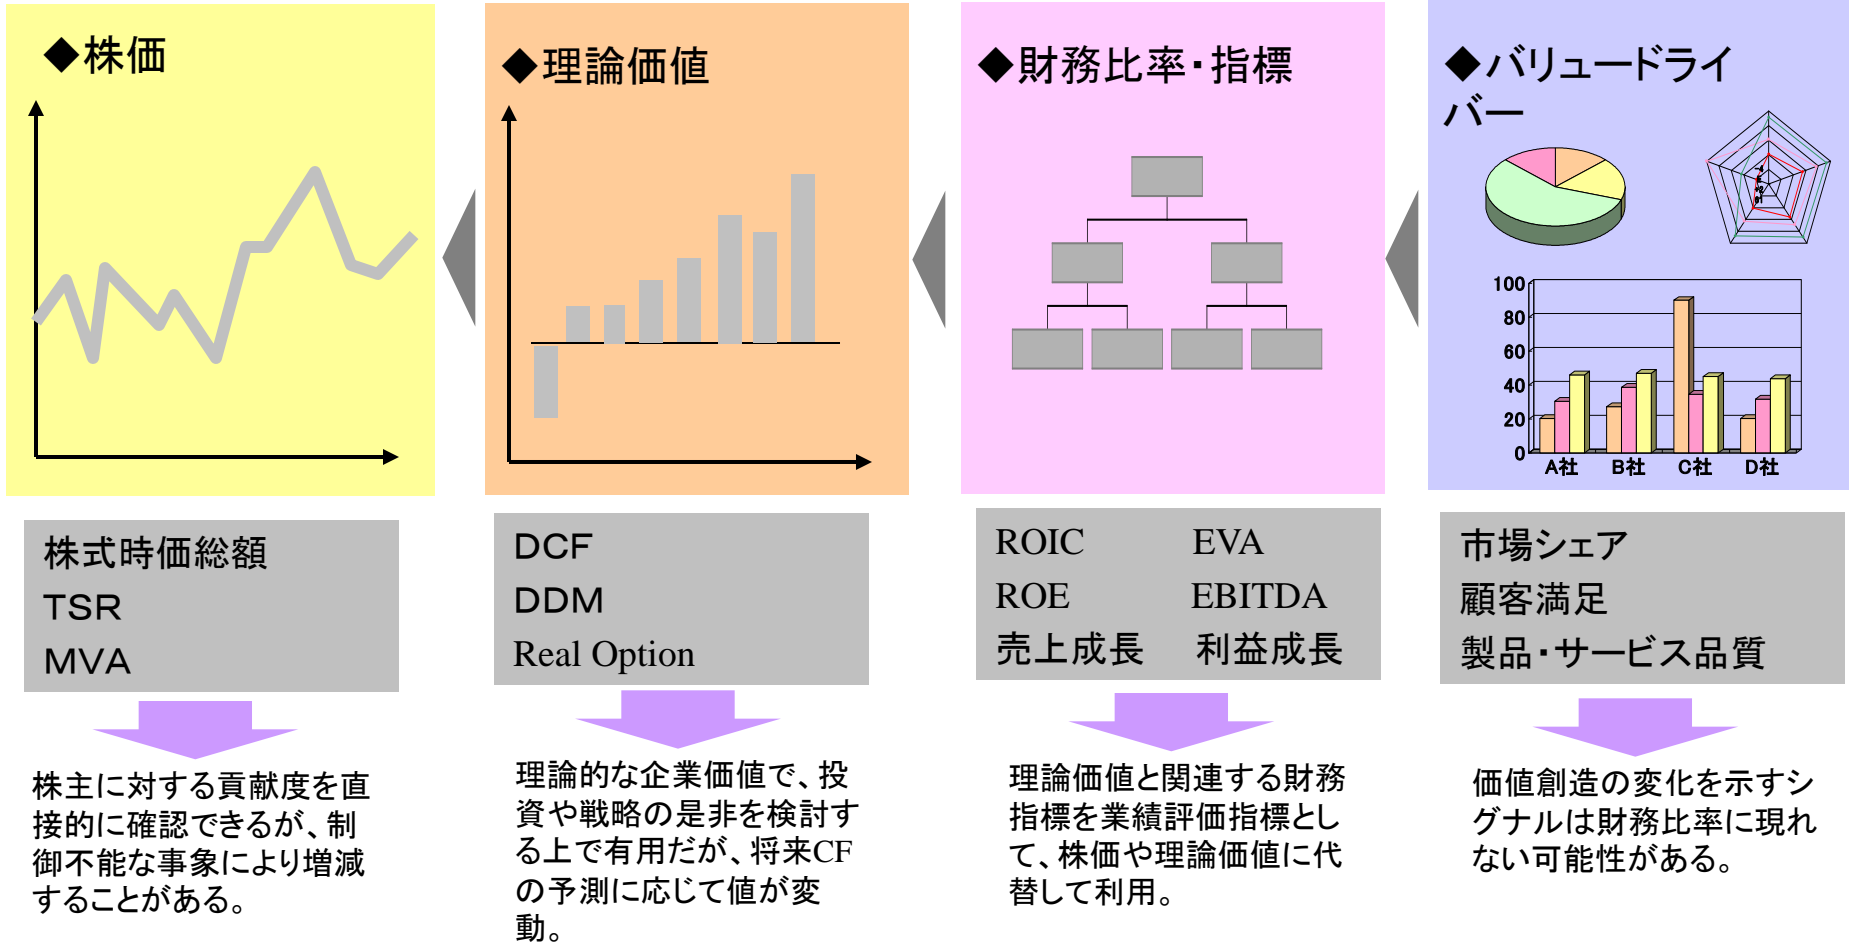 ◆株価
◆理論価値
◆財務比率・指標
◆バリュードライ
バー
100
80
60
40
20
0
A社
B社
C社
D社
株式時価総額
TSR
MVA
DCF
DDM
Real Option
ROIC EVA
ROE EBITDA
売上成長 利益成長
市場シェア
顧客満足
製品・サービス品質
株主に対する貢献度を直
接的に確認できるが、制
御不能な事象により増減
することがある。
理論的な企業価値で、投
資や戦略の是非を検討す
る上で有用だが、将来CF
の予測に応じて値が変
動。
理論価値と関連する財務
指標を業績評価指標とし
て、株価や理論価値に代
替して利用。
価値創造の変化を示すシ
グナルは財務比率に現れ
ない可能性がある。